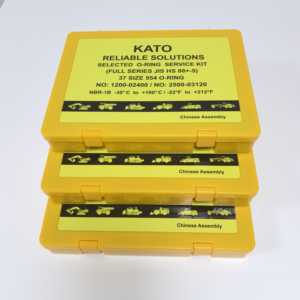 KATO
RELIABLE SOLUTIONS
SELECTED O-RING SERVICE KIT
(FULL SERIES JIS HS 88+-5)
37 SIZE 554 O-RING
NO: 1200-02400 / NO: 2500-03120
NBR-1B -30°C to +100°C / -22°F to +212°F
Chinese Assembly
Chinese Assembly
Chinese Assembly